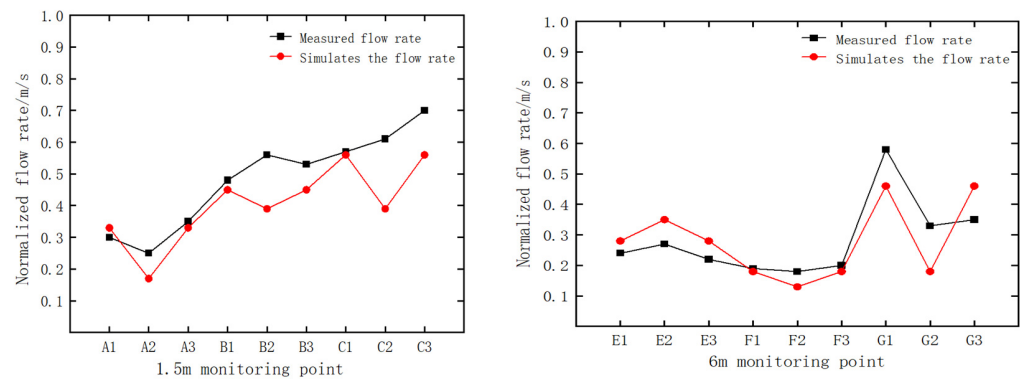 1.0
0.9
0.8
0.7
0.6
0.5
0.4
0.3
0.2
0.1
Normalized flow rate/m/s
Measured flow rate
Simulates the flow rate
A1 A2 A3 B1 B2 B3 C1 C2 C3
1.5m monitoring point
1.0
0.9
0.8
0.7
0.6
0.5
0.4
0.3
0.2
0.1
Normalized flow rate/m/s
Measured flow rate
Simulates the flow rate
E1 E2 E3 F1 F2 F3 G1 G2 G3
6m monitoring point